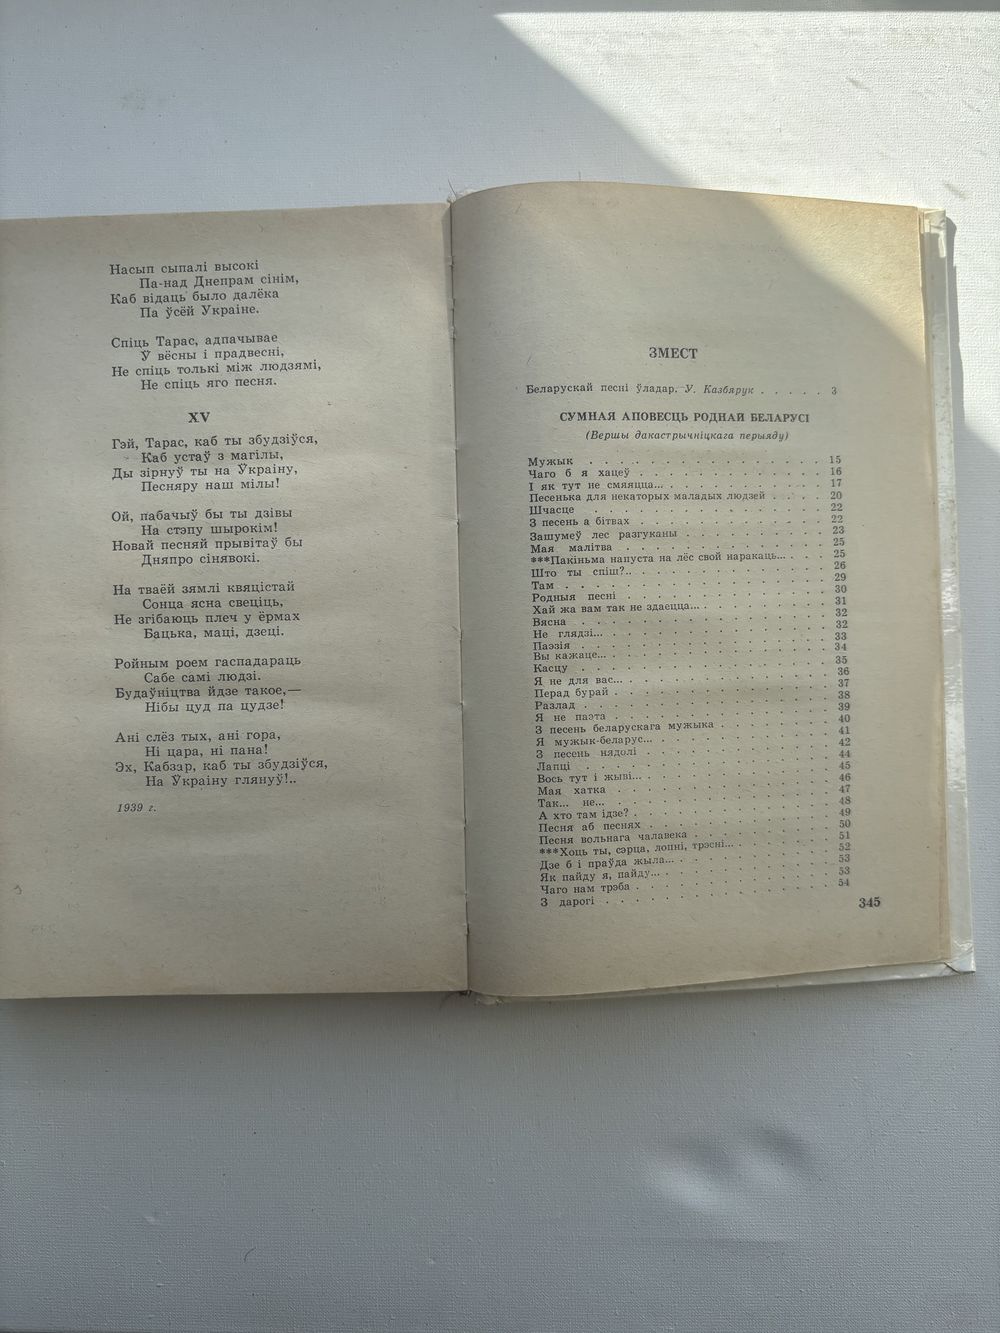 Насып сыпалі высокі
Па-над Днепрам сінім,
Каб відаць было далёка
Па ўсёй Украіне.
Спіць Тарас, адпачывае
Ў вёсны і прадвесні,
Не спіць толькі між людзямі,
Не спіць яго песня.
XV
Гэй, Тарас, каб ты збудзіўся,
Каб устаў з магілы,
Ды зірнуў ты на Ўкраіну,
Песняру наш мілы!
Ой, пабачыў бы ты дзівы
На стэпу шырокім!
Новай песняй прывітаў бы
Дняпро сінявокі.
На тваёй зямлі квяцістай
Сонца ясна свеціць,
Не згібаюць плеч у ёрмах
Бацька, маці, дзеці.
Ройным роем гаспадараць
Сабе самі людзі.
Будаўніцтва йдзе такое,—
Нібы цуд па цудзе!
Ані слёз тых, ані гора,
Ні цара, ні пана!
Эх, Кабзар, каб ты збудзіўся,
На Ўкраіну глянуў!..
1939 г.
ЗМЕСТ
Беларускай песні ўладар. У. Казбярук . . . . . 3
СУМНАЯ АПОВЕСЦЬ РОДНАЙ БЕЛАРУСІ
(Вершы дакастрычніцкага перыяду)
Мужык . . . . . . . . . . . . . 15
Чаго б я хацеў . . . . . . . . . . . 16
І як тут не смяяцца... . . . . . . . . . . 17
Песенька для некаторых маладых людзей . . . . 20
Шчасце . . . . . . . . . . . . . 22
З песень а бітвах . . . . . . . . . . . 22
Зашумеў лес разгуканы . . . . . . . . . 23
Мая малітва . . . . . . . . . . . . 25
***Пакіньма напуста на лёс свой наракаць... . . . 25
Што ты спіш?.. . . . . . . . . . . . 26
Там . . . . . . . . . . . . . . 29
Родныя песні . . . . . . . . . . . . 30
Хай жа вам так не здаецца... . . . . . . . . 31
Вясна . . . . . . . . . . . . . 32
Не глядзі... . . . . . . . . . . . . 32
Паэзія . . . . . . . . . . . . . 33
Вы кажаце... . . . . . . . . . . . . 34
Касцу . . . . . . . . . . . . . 35
Я не для вас... . . . . . . . . . . . 36
Перад бурай . . . . . . . . . . . . 37
Разлад . . . . . . . . . . . . . 38
Я не паэта . . . . . . . . . . . . 39
З песень беларускага мужыка . . . . . . . 40
Я мужык-беларус... . . . . . . . . . . 41
З песень нядолі . . . . . . . . . . . 42
Лапці . . . . . . . . . . . . . 44
Вось тут і жыві... . . . . . . . . . . . 45
Мая хатка . . . . . . . . . . . . 46
Так... не... . . . . . . . . . . . . 47
А хто там ідзе? . . . . . . . . . . . 48
Песня аб песнях . . . . . . . . . . . 49
Песня вольнага чалавека . . . . . . . . 50
***Хоць ты, сэрца, лопні, трэсні... . . . . . . 51
Дзе б і праўда жыла... . . . . . . . . . 52
Як пайду я, пайду... . . . . . . . . . . 53
Чаго нам трэба . . . . . . . . . . . 53
З дарогі . . . . . . . . . . . . . 54
345